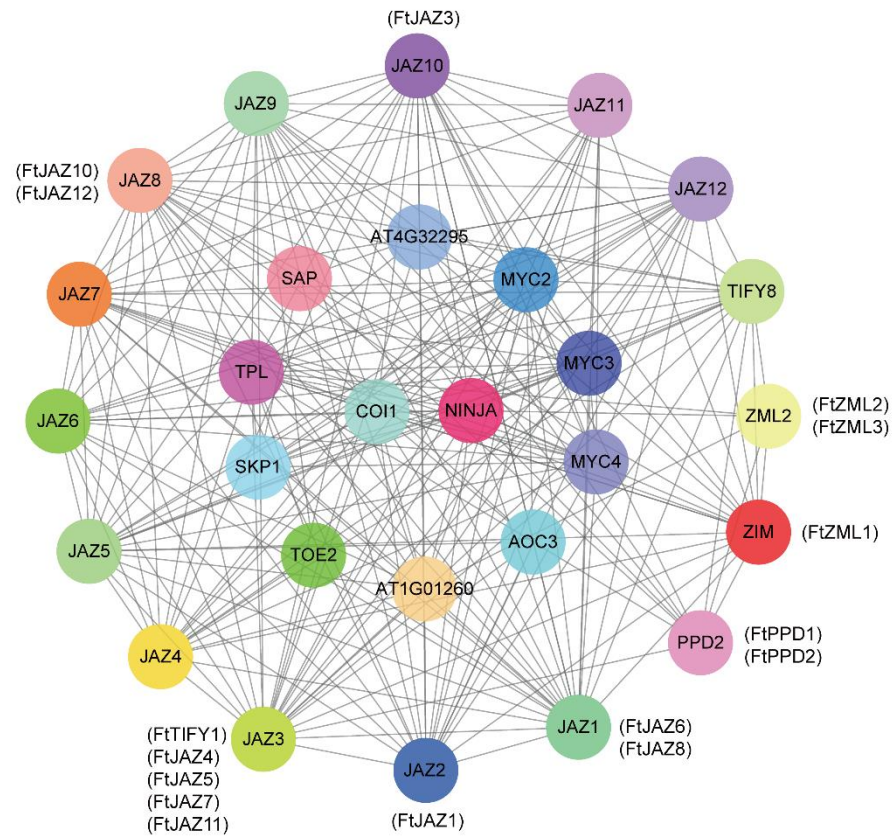 (FtJAZ3)
JAZ10
JAZ9
JAZ11
(FtJAZ10)
(FtJAZ12)
JAZ8
JAZ12
AT4G32295
SAP
MYC2
JAZ7
TIFY8
TPL
MYC3
COI1
NINJA
JAZ6
ZML2
(FtZML2)
(FtZML3)
SKP1
MYC4
JAZ5
TOE2
AOC3
ZIM
(FtZML1)
AT1G01260
JAZ4
PPD2
(FtPPD1)
(FtPPD2)
(FtTIFY1)
(FtJAZ4)
(FtJAZ5)
(FtJAZ7)
(FtJAZ11)
JAZ3
JAZ2
(FtJAZ1)
JAZ1
(FtJAZ6)
(FtJAZ8)